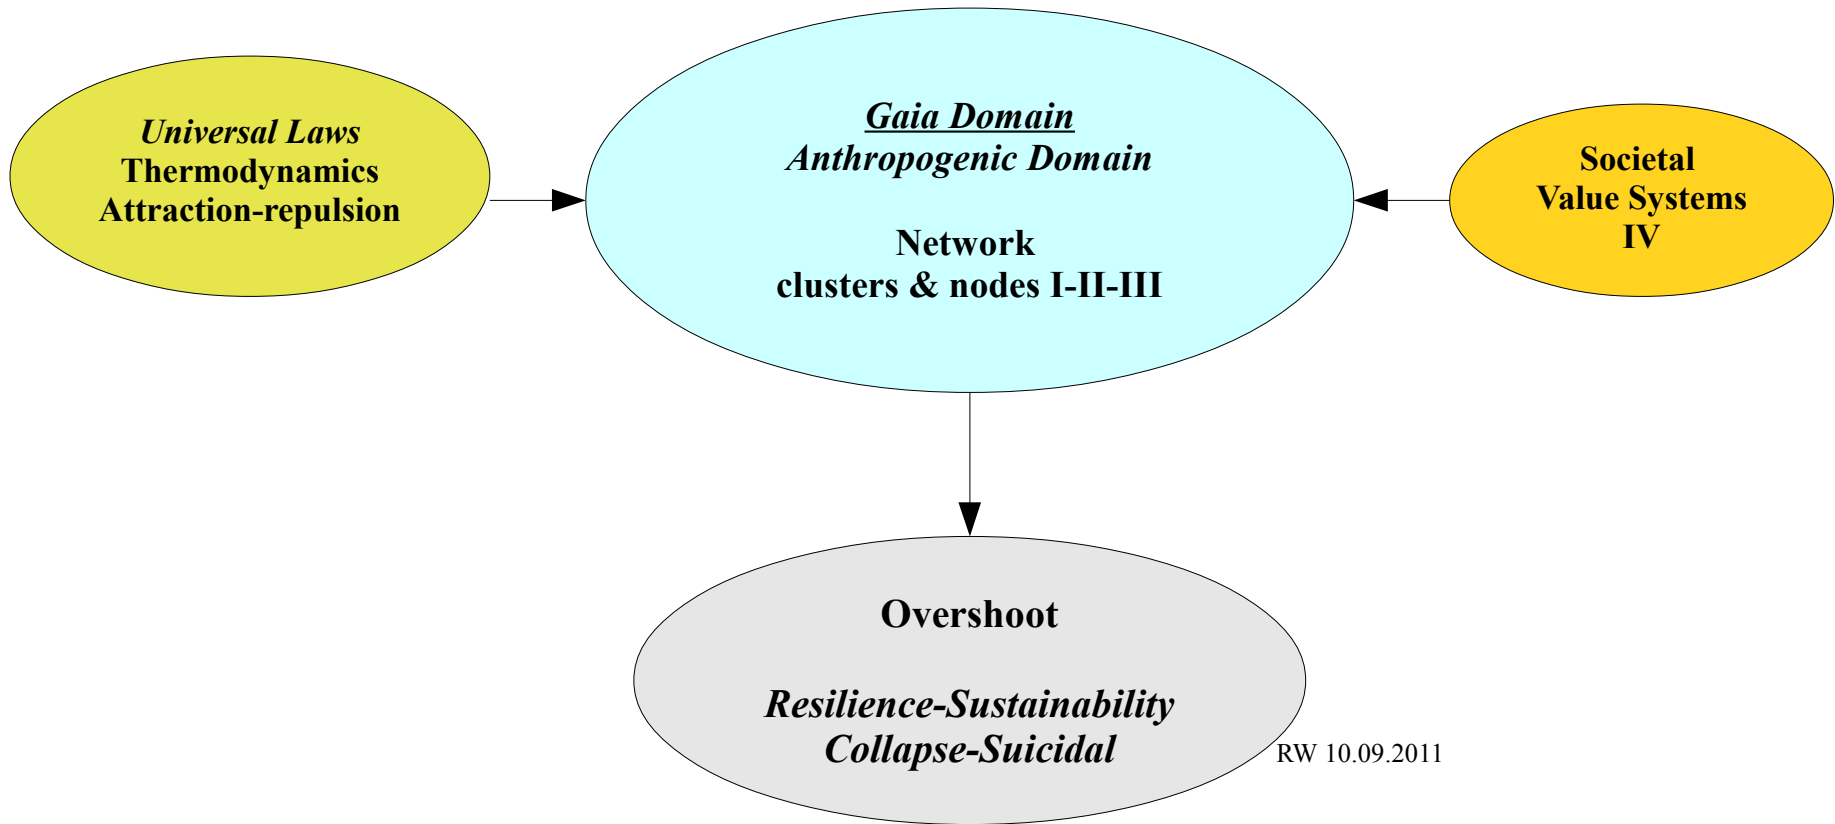 Universal Laws
Thermodynamics
Attraction-repulsion
Gaia Domain
Anthropogenic Domain
Network
clusters & nodes I-II-III
Societal
Value Systems
IV
Overshoot
Resilience-Sustainability
Collapse-Suicidal
RW 10.09.2011